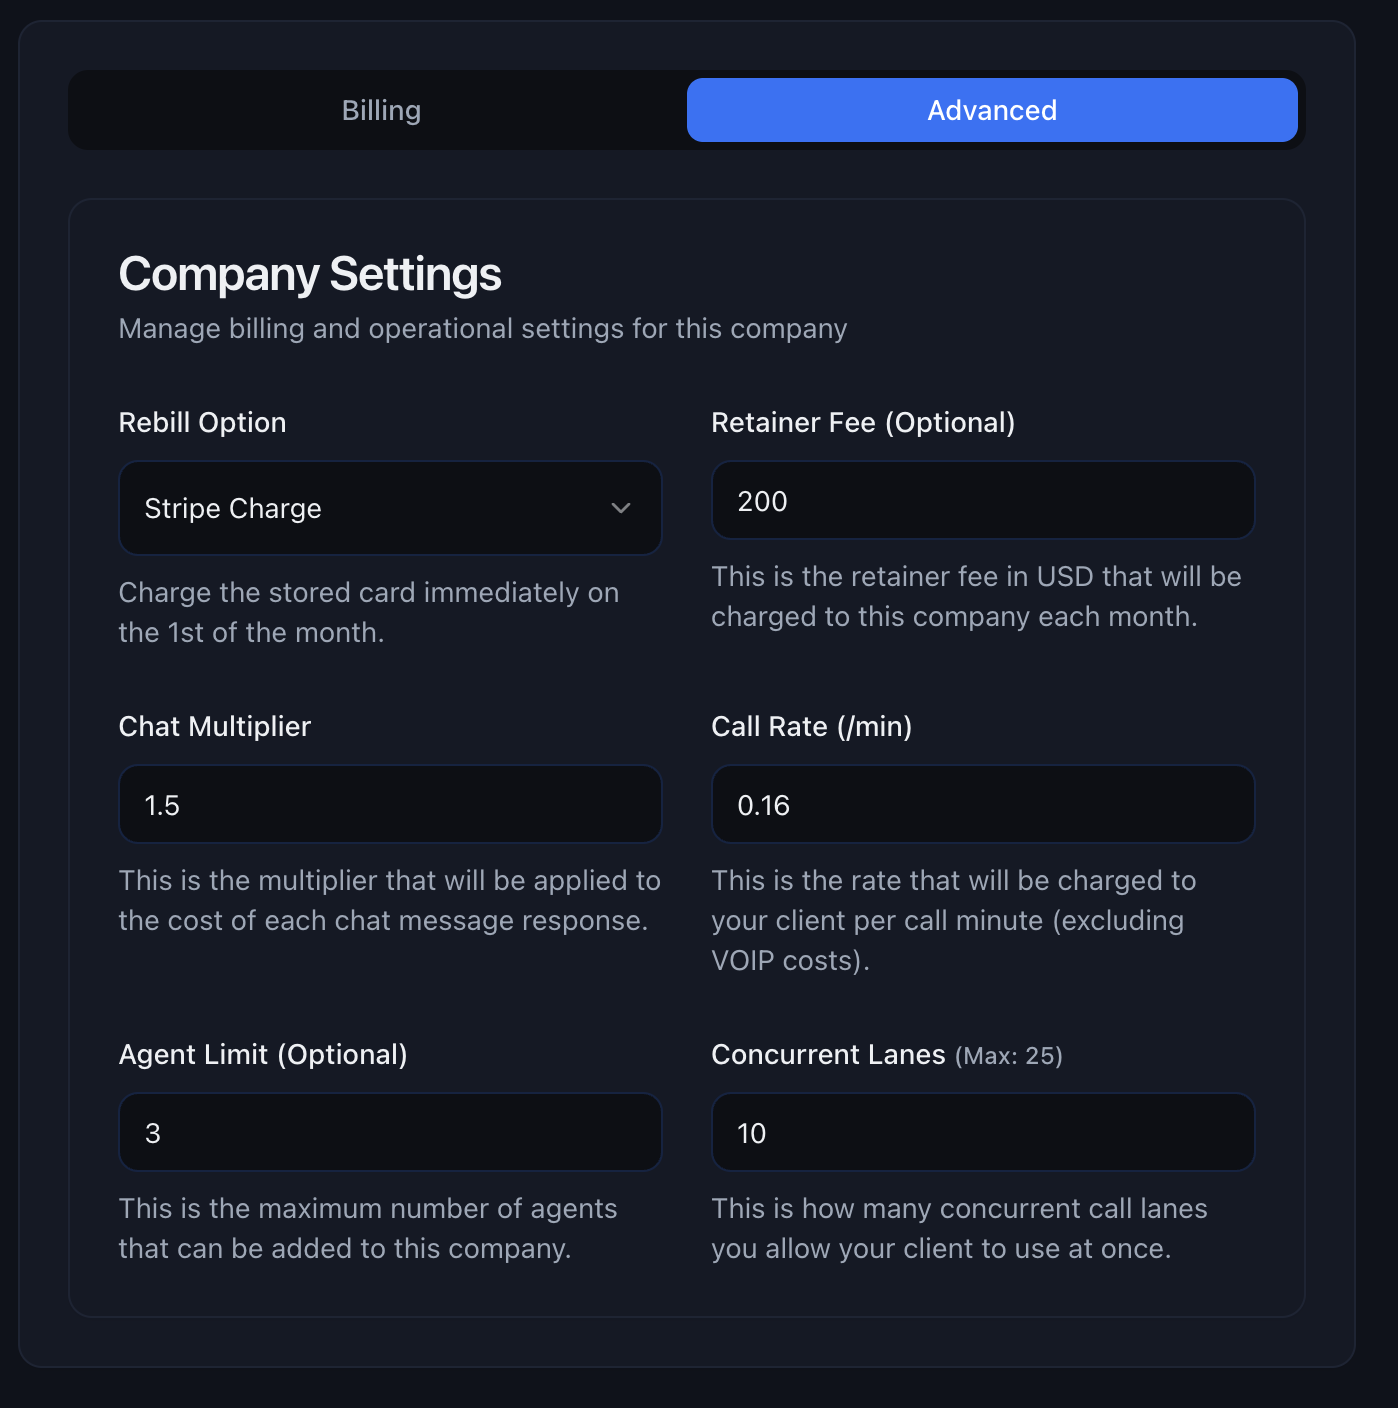 Billing
Advanced
Company Settings
Manage billing and operational settings for this company
Rebill Option
Stripe Charge
Charge the stored card immediately on
the 1st of the month.
Retainer Fee (Optional)
200
This is the retainer fee in USD that will be
charged to this company each month.
Chat Multiplier
1.5
This is the multiplier that will be applied to
the cost of each chat message response.
Call Rate (/min)
0.16
This is the rate that will be charged to
your client per call minute (excluding
VOIP costs).
Agent Limit (Optional)
3
This is the maximum number of agents
that can be added to this company.
Concurrent Lanes (Max: 25)
10
This is how many concurrent call lanes
you allow your client to use at once.